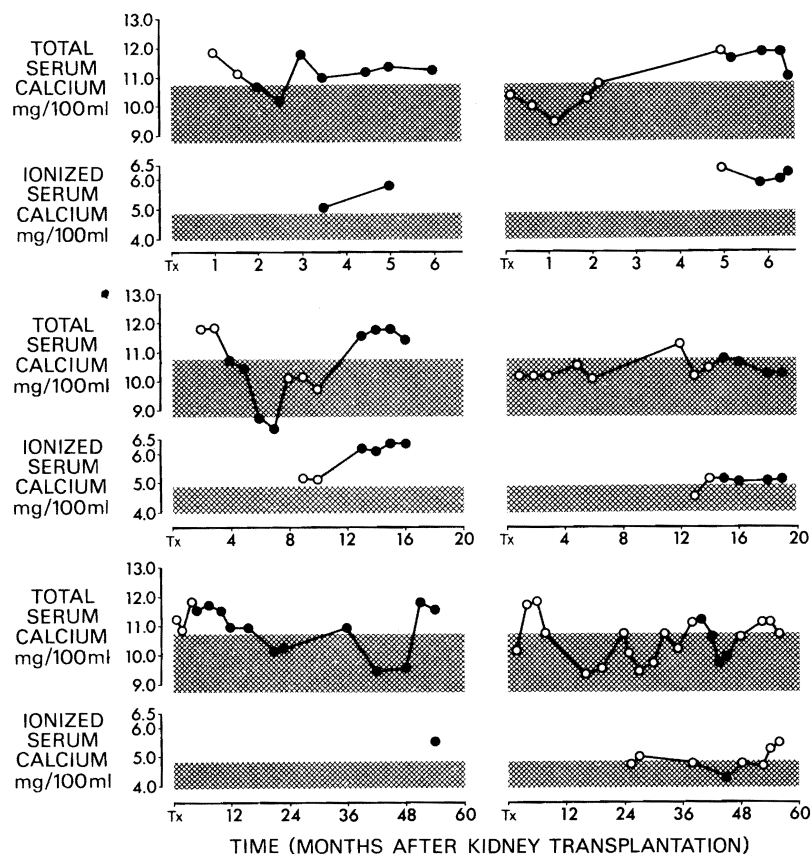 TOTAL
SERUM
CALCIUM
mg/100ml
13.0
12.0
11.0
10.0
9.0
IONIZED
SERUM
CALCIUM
mg/100ml
6.5
6.0
5.0
4.0
Tx 1 2 3 4 5 6
Tx 1 2 3 4 5 6
TOTAL
SERUM
CALCIUM
mg/100ml
13.0
12.0
11.0
10.0
9.0
IONIZED
SERUM
CALCIUM
mg/100ml
6.5
6.0
5.0
4.0
Tx 4 8 12 16 20
Tx 4 8 12 16 20
TOTAL
SERUM
CALCIUM
mg/100ml
13.0
12.0
11.0
10.0
9.0
IONIZED
SERUM
CALCIUM
mg/100ml
6.5
6.0
5.0
4.0
Tx 12 24 36 48 60
Tx 12 24 36 48 60
TIME (MONTHS AFTER KIDNEY TRANSPLANTATION)